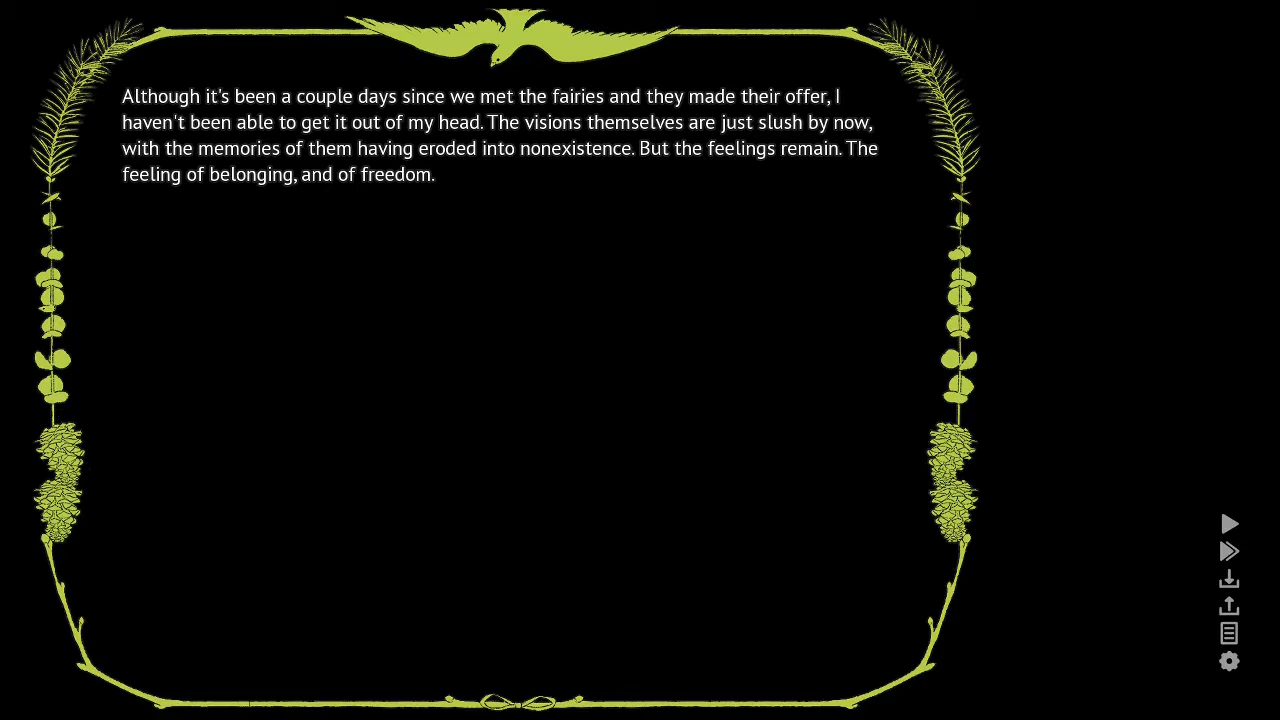 Although it's been a couple days since we met the fairies and they made their offer, I
haven't been able to get it out of my head. The visions themselves are just slush by now,
with the memories of them having eroded into nonexistence. But the feelings remain. The
feeling of belonging, and of freedom.